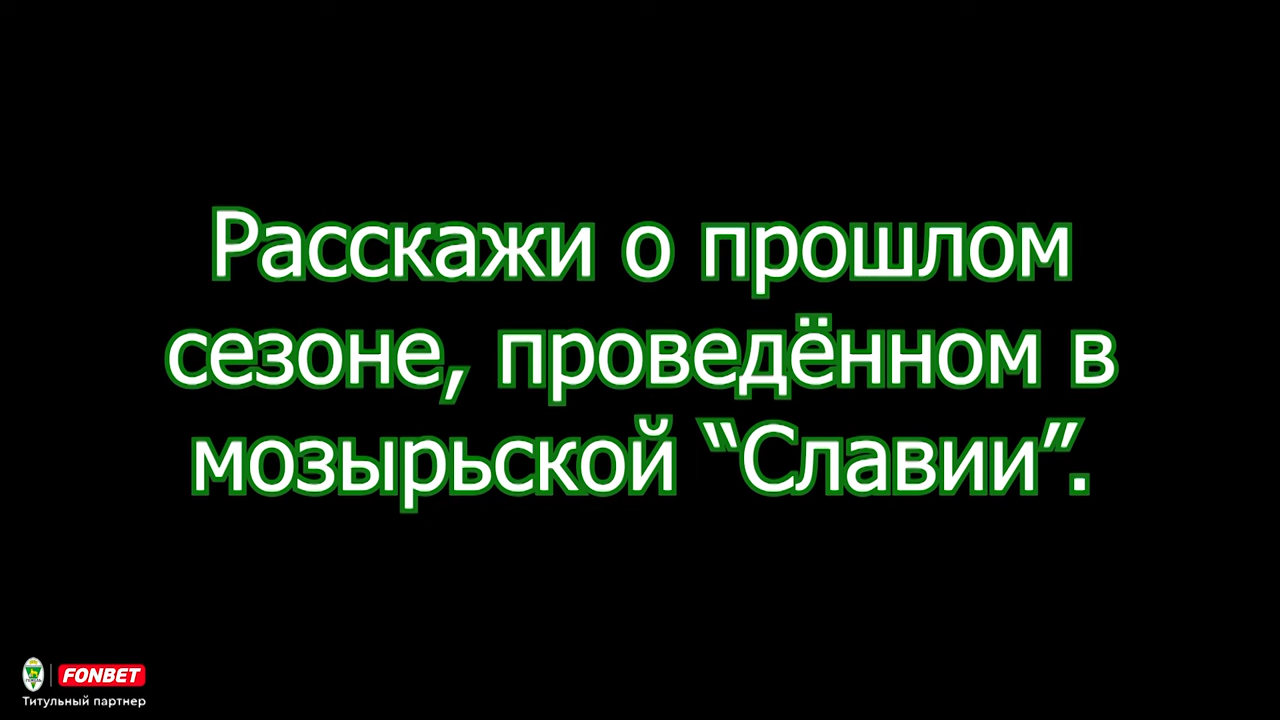 Расскажи о прошлом
сезоне, проведённом в
мозырьской “Славии”.
FONBET
Титульный партнер